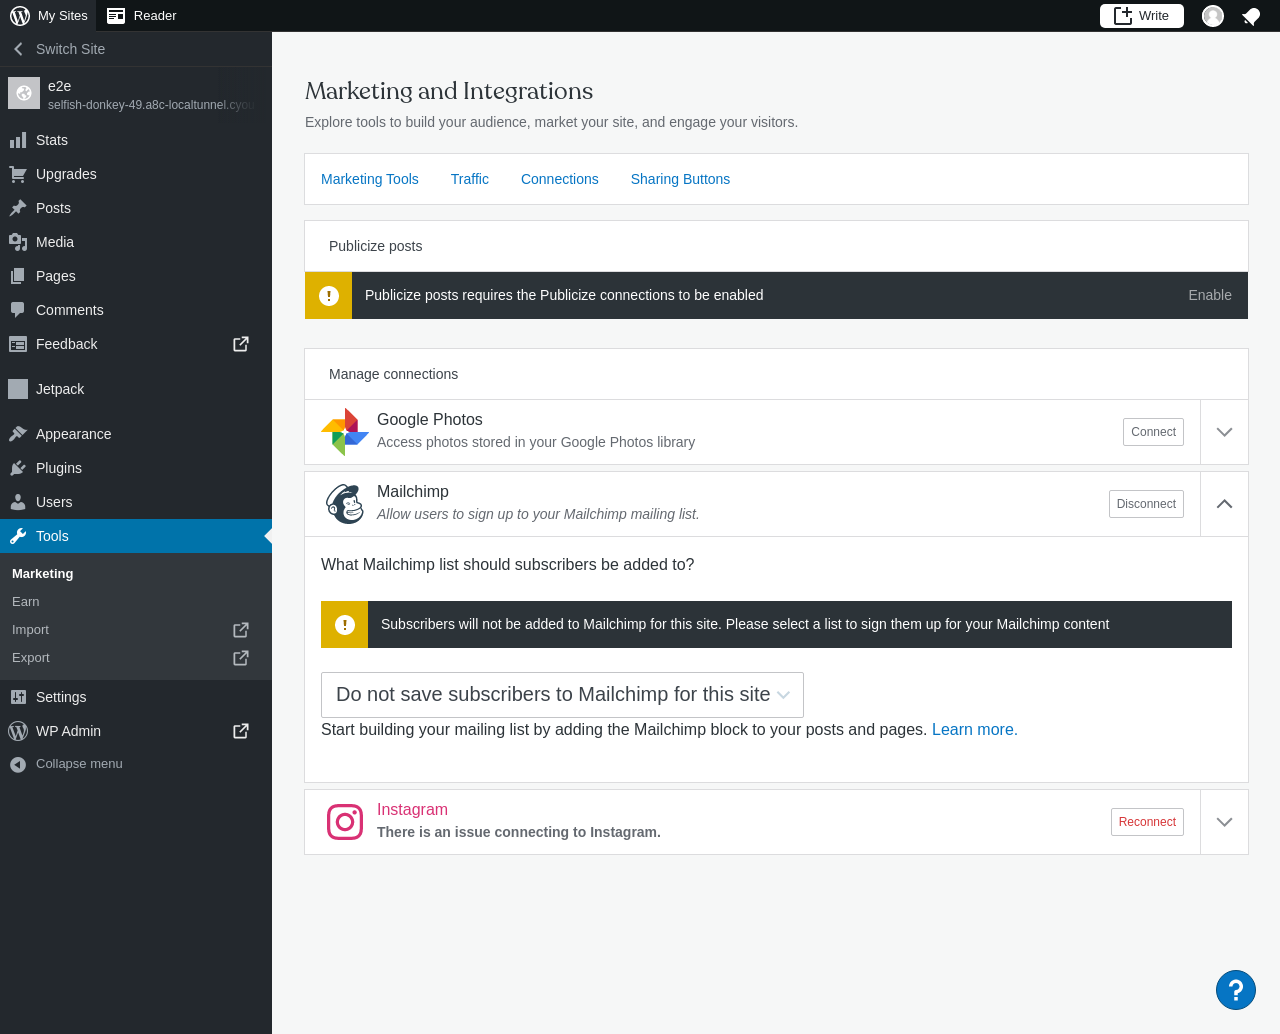 My Sites
Reader
Write
Switch Site
e2e
selfish-donkey-49.a8c-localtunnel.cyou
Stats
Upgrades
Posts
Media
Pages
Comments
Feedback
Jetpack
Appearance
Plugins
Users
Tools
Marketing
Earn
Import
Export
Settings
WP Admin
Collapse menu
Marketing and Integrations
Explore tools to build your audience, market your site, and engage your visitors.
Marketing Tools Traffic Connections Sharing Buttons
Publicize posts
Publicize posts requires the Publicize connections to be enabled Enable
Manage connections
Google Photos
Access photos stored in your Google Photos library
Connect
Mailchimp
Allow users to sign up to your Mailchimp mailing list.
Disconnect
What Mailchimp list should subscribers be added to?
Subscribers will not be added to Mailchimp for this site. Please select a list to sign them up for your Mailchimp content
Do not save subscribers to Mailchimp for this site
Start building your mailing list by adding the Mailchimp block to your posts and pages. Learn more.
Instagram
There is an issue connecting to Instagram.
Reconnect